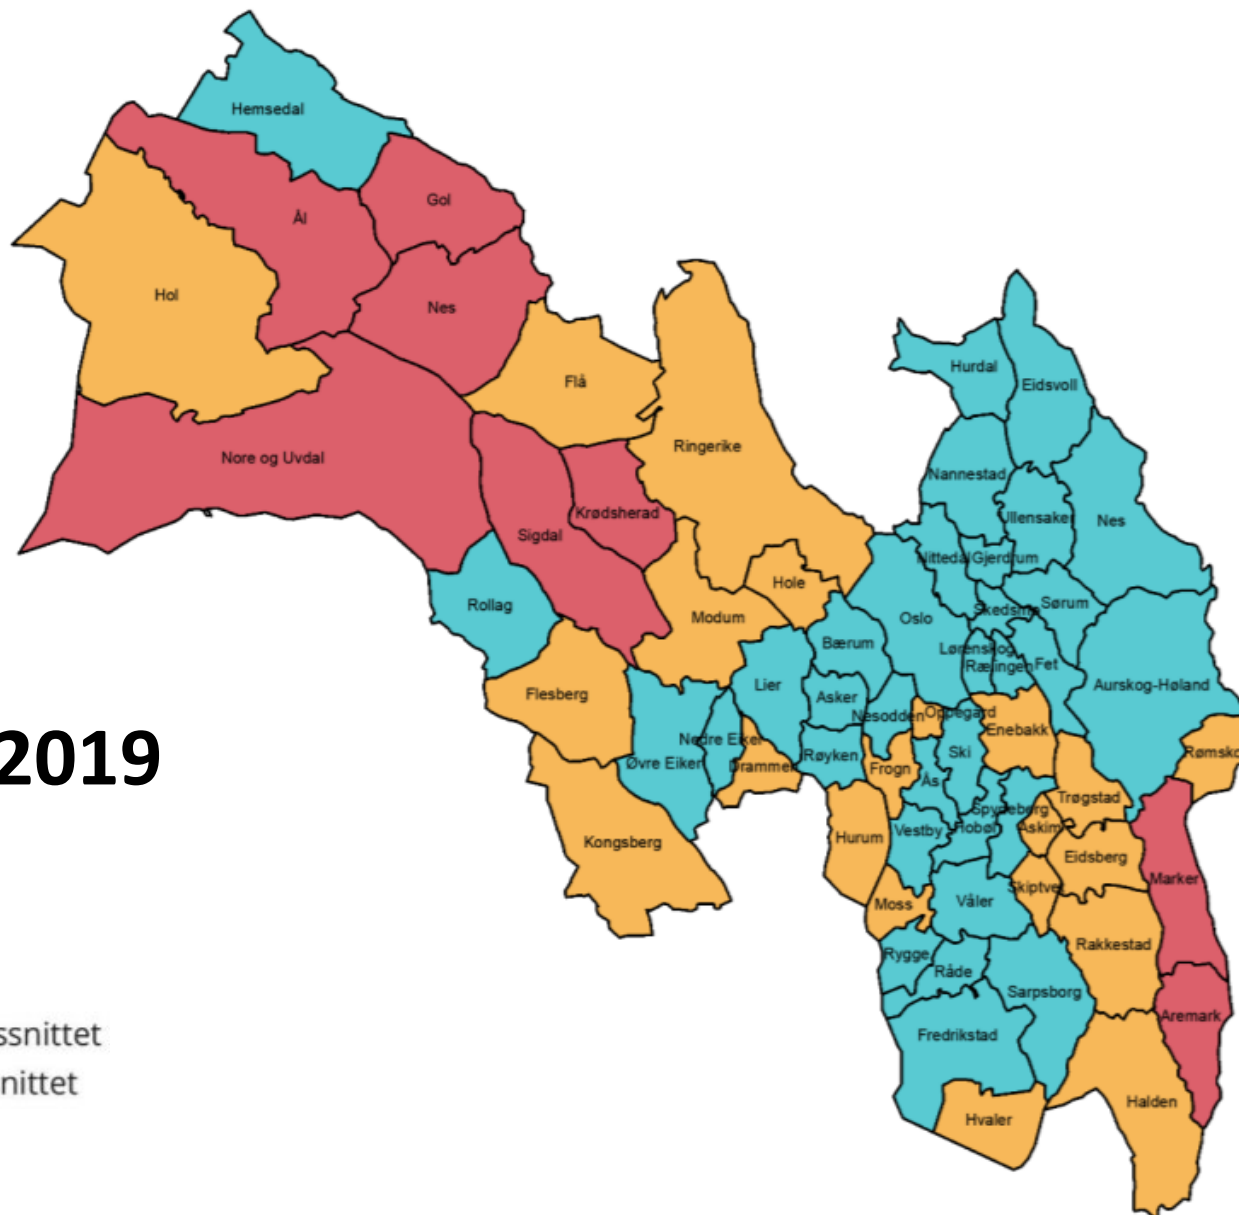 Hemsedal
Gol
Ål
Hol
Nes
Hurdal
Flå
Eidsvoll
Ringerike
Nore og Uvdal
Nannestad
Krødsherad
Ullensaker
Nes
Sigdal
Nittedal
Gjerdrum
Hole
Rollag
Skedsmo
Sørum
Modum
Oslo
Bærum
Lørenskog
Rælingen
Fet
Lier
Aurskog-Høland
Flesberg
Asker
Nesodden
Oppegård
Enebakk
Nedre Eiker
2019
Øvre Eiker
Drammen
Røyken
Ski
Rømsko
Frogn
Ås
Trøgstad
Spydeberg
Kongsberg
Hurum
Vestby
Hobøl
Askim
Eidsberg
Marker
Skiptvet
Moss
Våler
Rakkestad
Rygge
Råde
Sarpsborg
Aremark
ssnittet
Fredrikstad
nittet
Halden
Hvaler